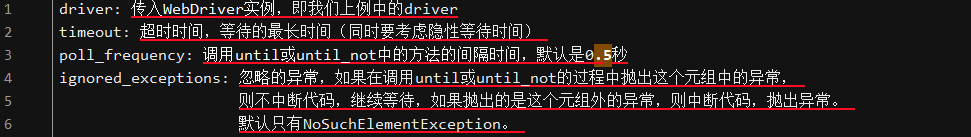 1 driver: 传入WebDriver实例，即我们上例中的driver
2 timeout: 超时时间，等待的最长时间（同时要考虑隐性等待时间）
3 poll_frequency: 调用until或until_not中的方法的间隔时间，默认是0.5秒
4 ignored_exceptions: 忽略的异常，如果在调用until或until_not的过程中抛出这个元组中的异常，
5 则不中断代码，继续等待，如果抛出的是这个元组外的异常，则中断代码，抛出异常。
6 默认只有NoSuchElementException。